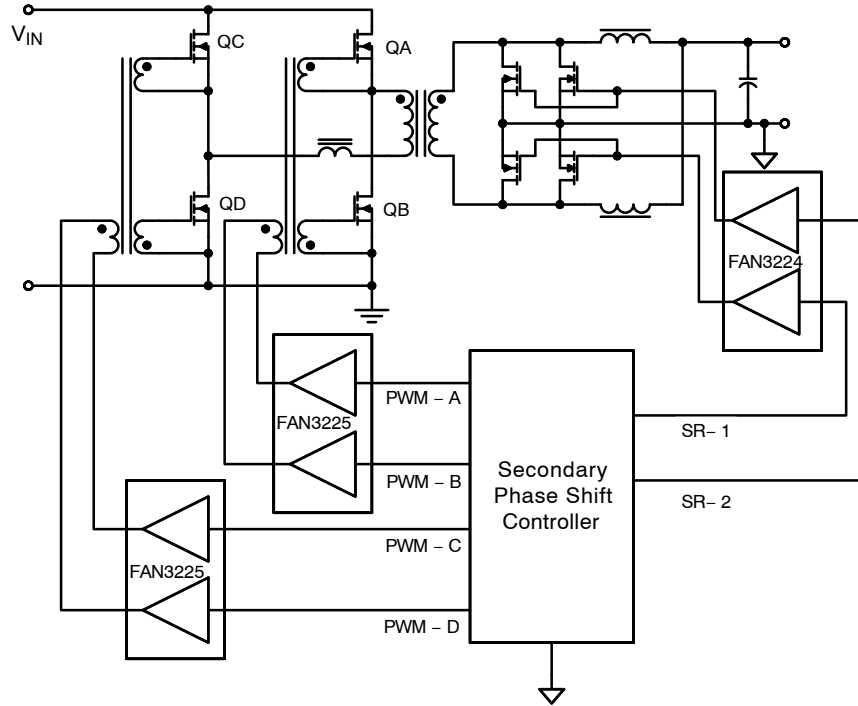 VIN
QC
QA
QD
QB
FAN3224
PWM – A
FAN3225
PWM – B
SR– 1
Secondary
Phase Shift
Controller
SR– 2
PWM – C
FAN3225
PWM – D